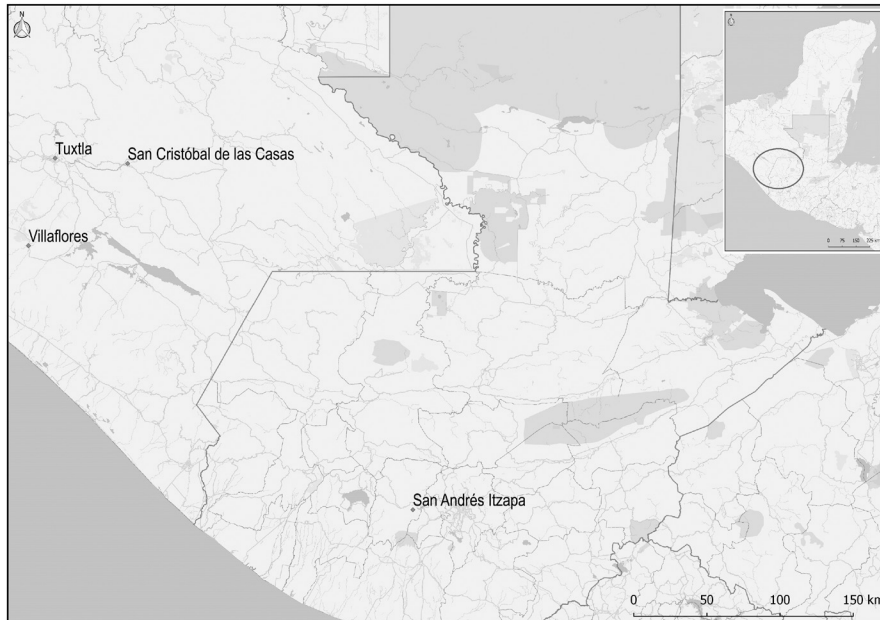 N
Tuxtla
San Cristóbal de las Casas
Villaflores
San Andrés Itzapa
0 50 100 150 km